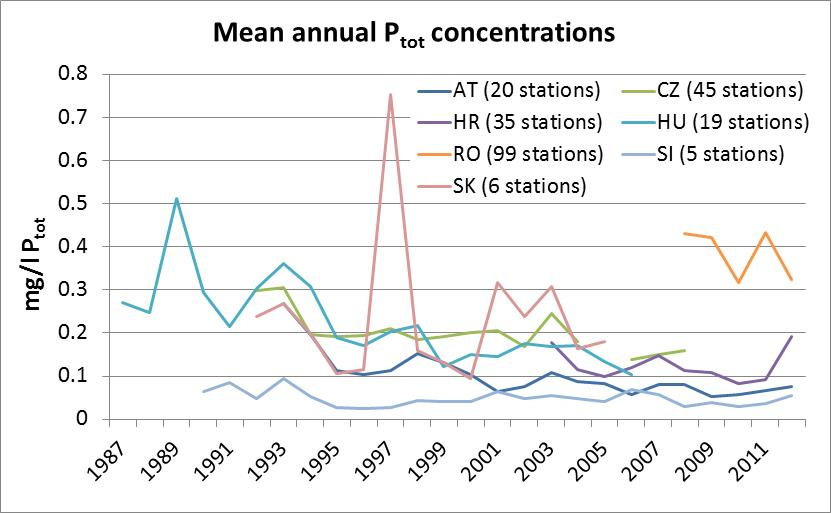 Mean annual Ptot concentrations
0.8
0.7
0.6
0.5
0.4
0.3
0.2
0.1
0
mg/l Ptot
AT (20 stations) CZ (45 stations)
HR (35 stations) HU (19 stations)
RO (99 stations) SI (5 stations)
SK (6 stations)
1987 1989 1991 1993 1995 1997 1999 2001 2003 2005 2007 2009 2011